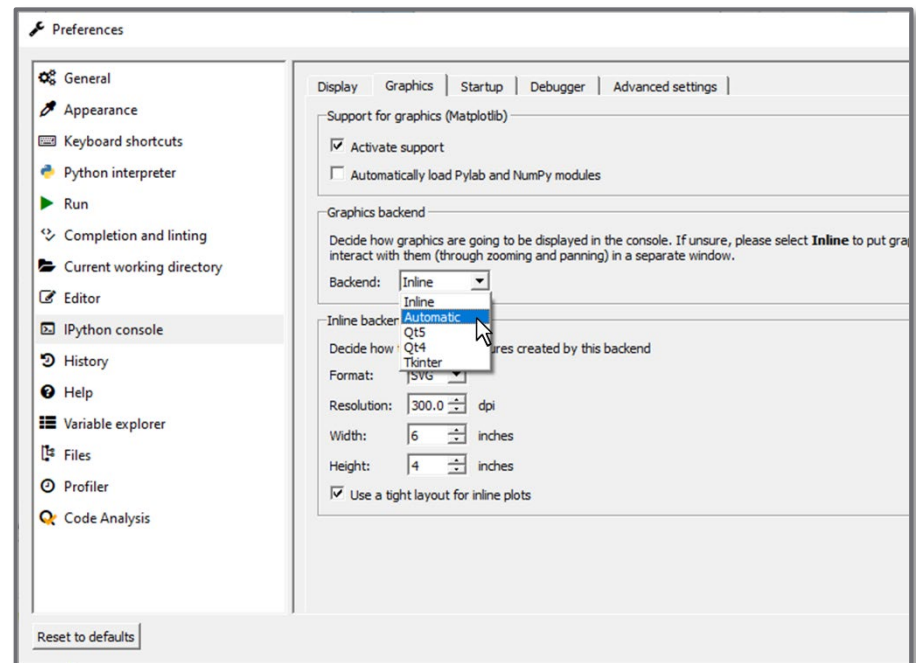 Preferences
General
Appearance
Keyboard shortcuts
Python interpreter
Run
Completion and linting
Current working directory
Editor
IPython console
History
Help
Variable explorer
Files
Profiler
Code Analysis
Display Graphics Startup Debugger Advanced settings
Support for graphics (Matplotlib)
Activate support
Automatically load Pylab and NumPy modules
Graphics backend
Decide how graphics are going to be displayed in the console. If unsure, please select Inline to put
interact with them (through zooming and panning) in a separate window.
Backend: Inline
Inline
Automatic
Qt5
Qt4
Tkinter
Inline
Decide how created by this backend
Format: SVG
Resolution: 300.0 dpi
Width: 6 inches
Height: 4 inches
Use a tight layout for inline plots
Reset to defaults